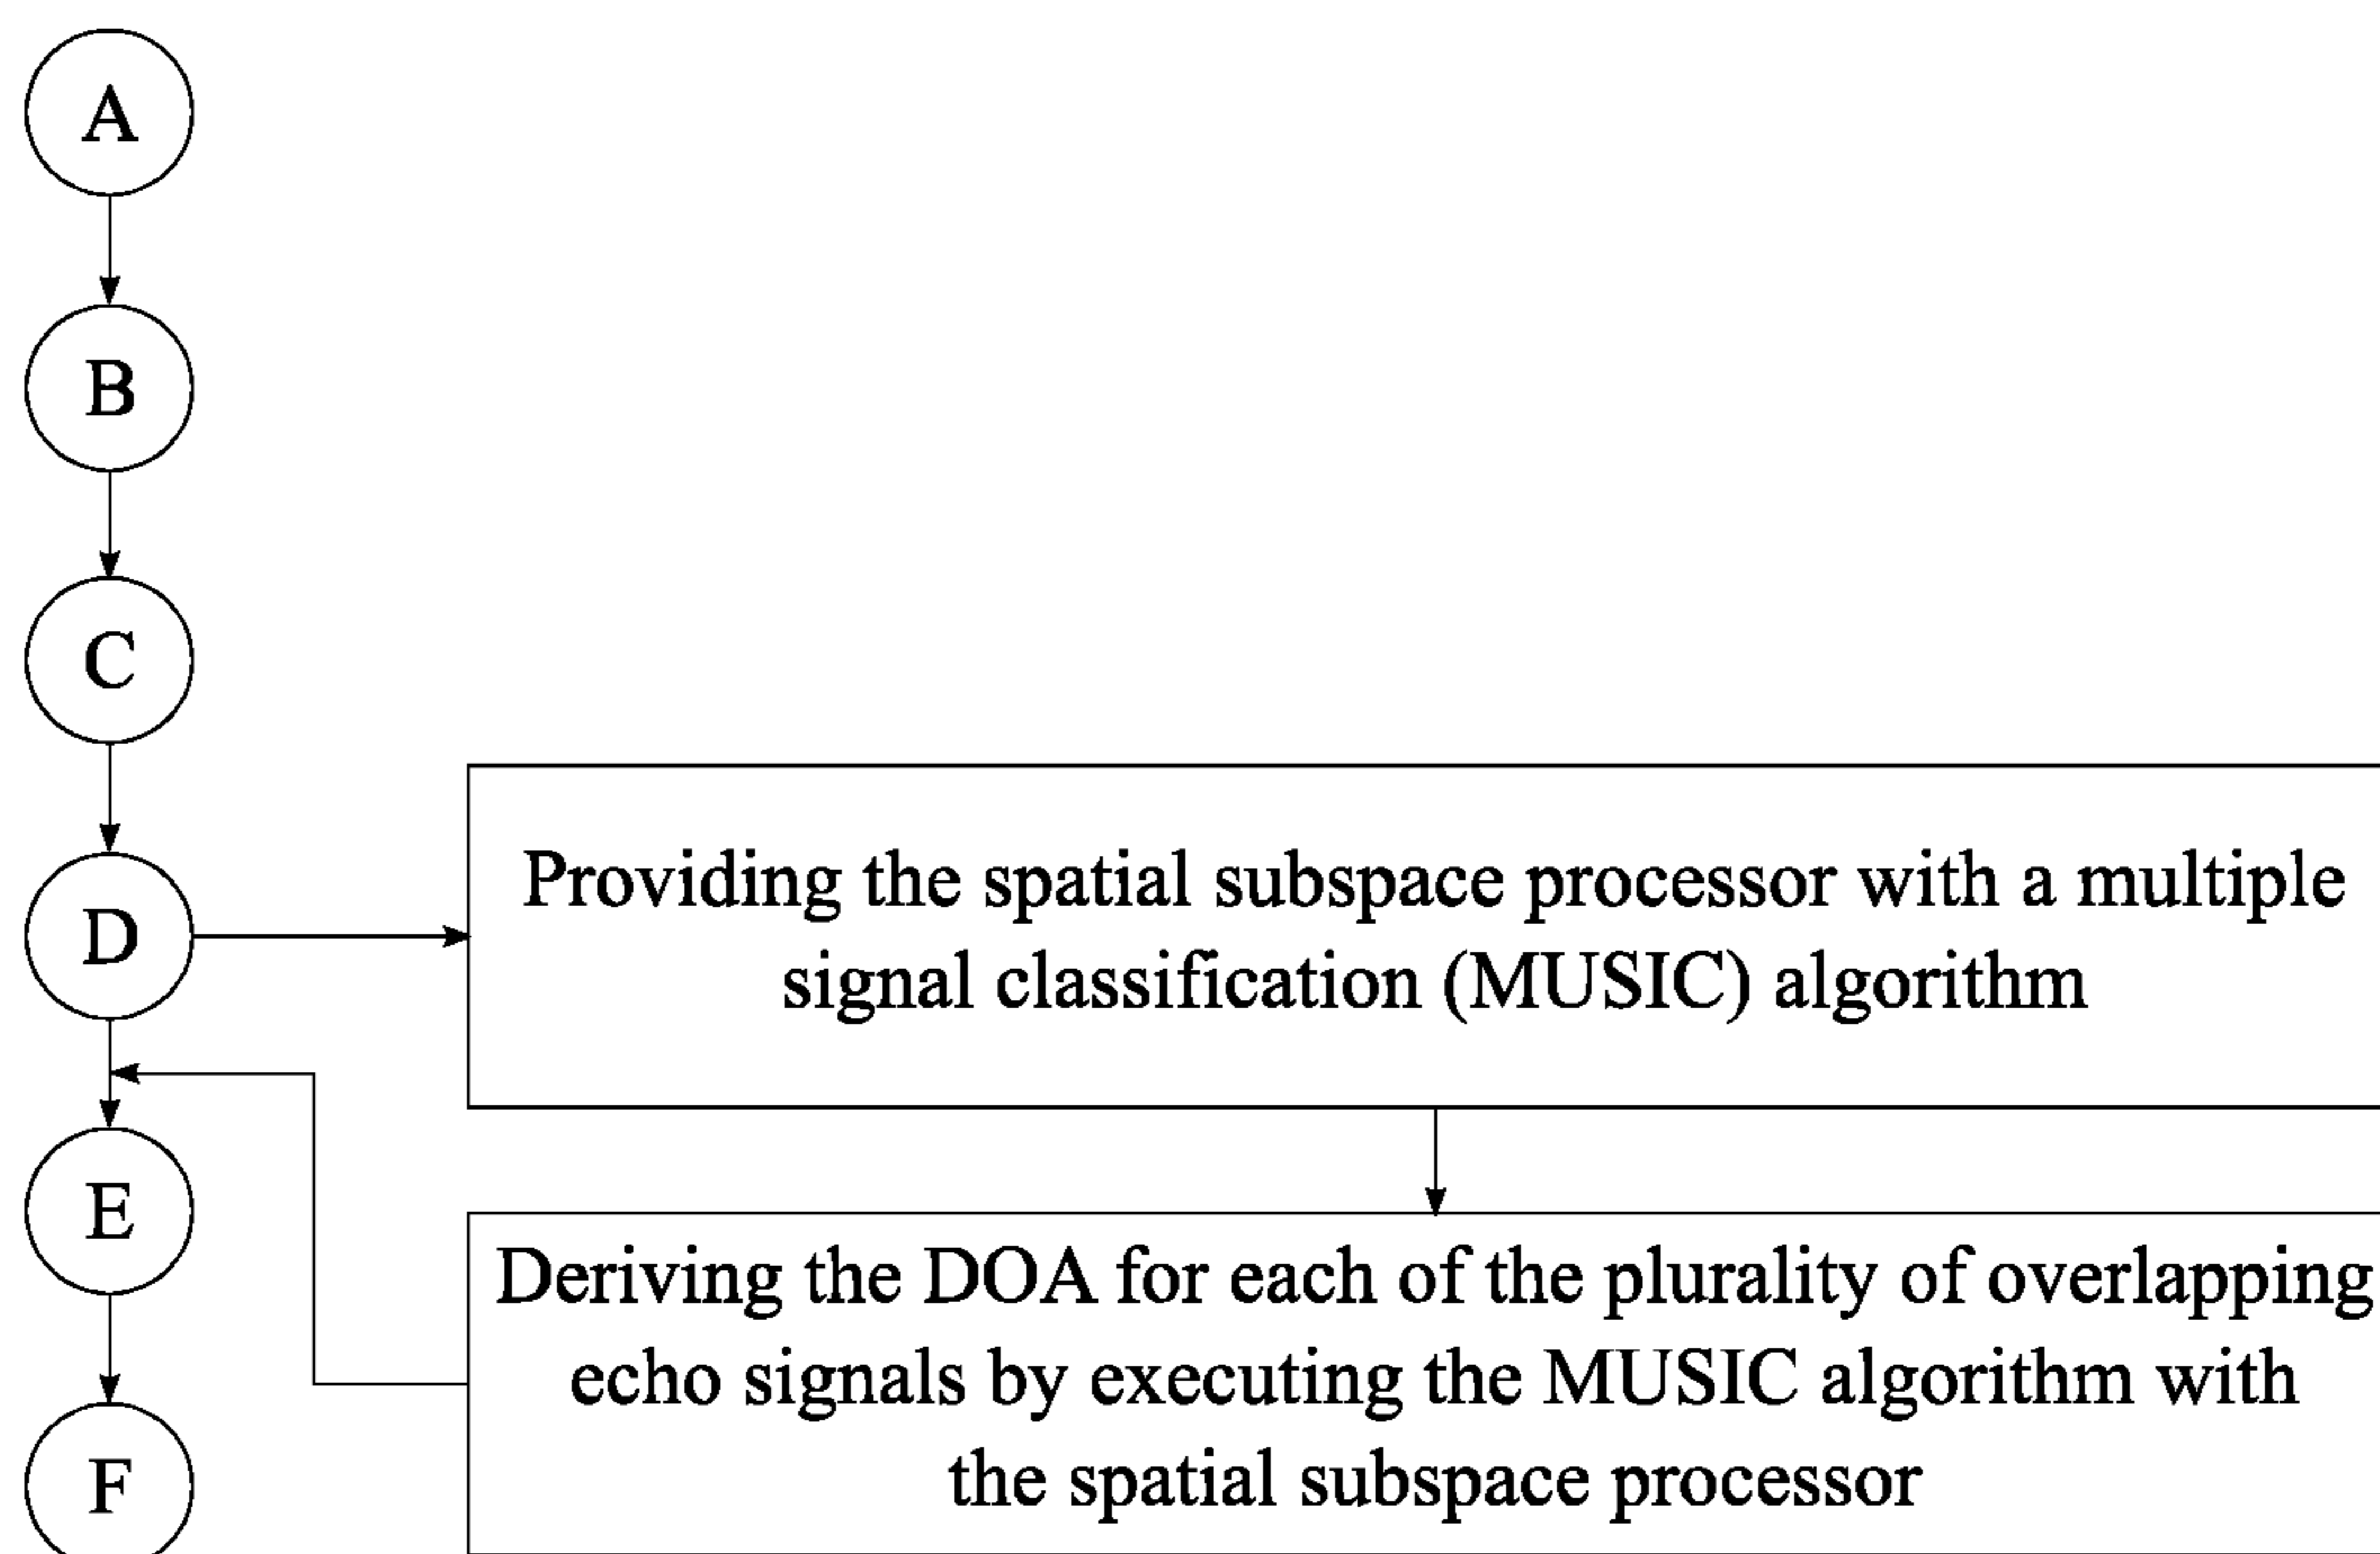 A
B
C
D
Providing the spatial subspace processor with a multiple
signal classification (MUSIC) algorithm
E
Deriving the DOA for each of the plurality of overlapping
echo signals by executing the MUSIC algorithm with
the spatial subspace processor
F